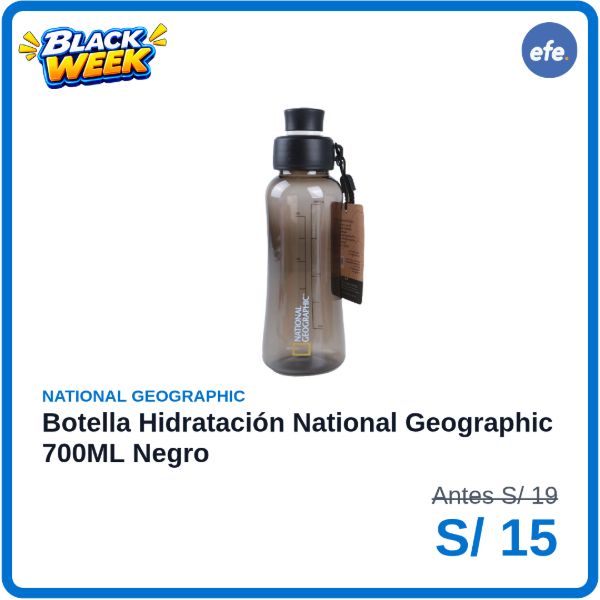 BLACK
WEEK
efe.
NATIONAL
GEOGRAPHIC
NATIONAL GEOGRAPHIC
Botella Hidratación National Geographic
700ML Negro
Antes S/ 19
S/ 15